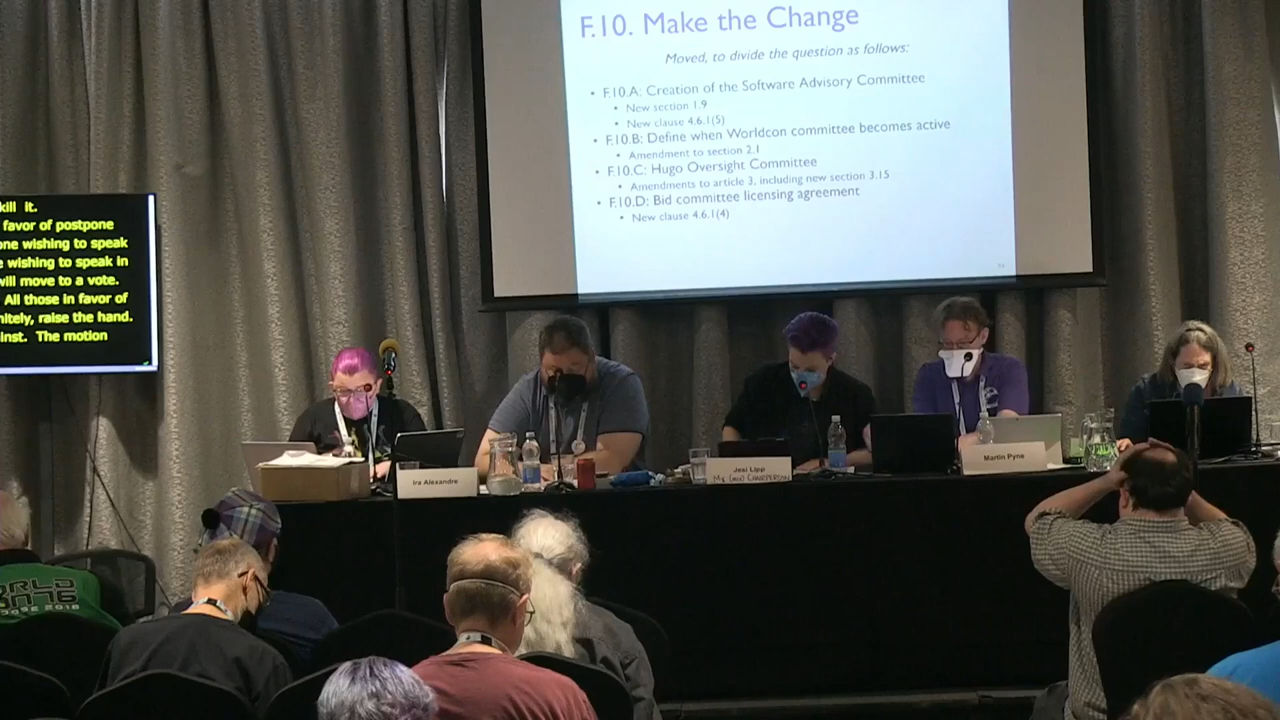 F.10. Make the Change
Moved, to divide the question as follows:
• F.10.A: Creation of the Software Advisory Committee
• New section 1.9
• New clause 4.6.1(5)
• F.10.B: Define when Worldcon committee becomes active
• Amendment to section 2.1
• F.10.C: Hugo Oversight Committee
• Amendments to article 3, including new section 3.15
• F.10.D: Bid committee licensing agreement
• New clause 4.6.1(4)
kill it.
favor of postpone
one wishing to speak
e wishing to speak in
will move to a vote.
All those in favor of
nitely, raise the hand.
inst. The motion
Ira Alexandre
Jesi Lipp
CHAIRPERSON
Martin Pyne
2016